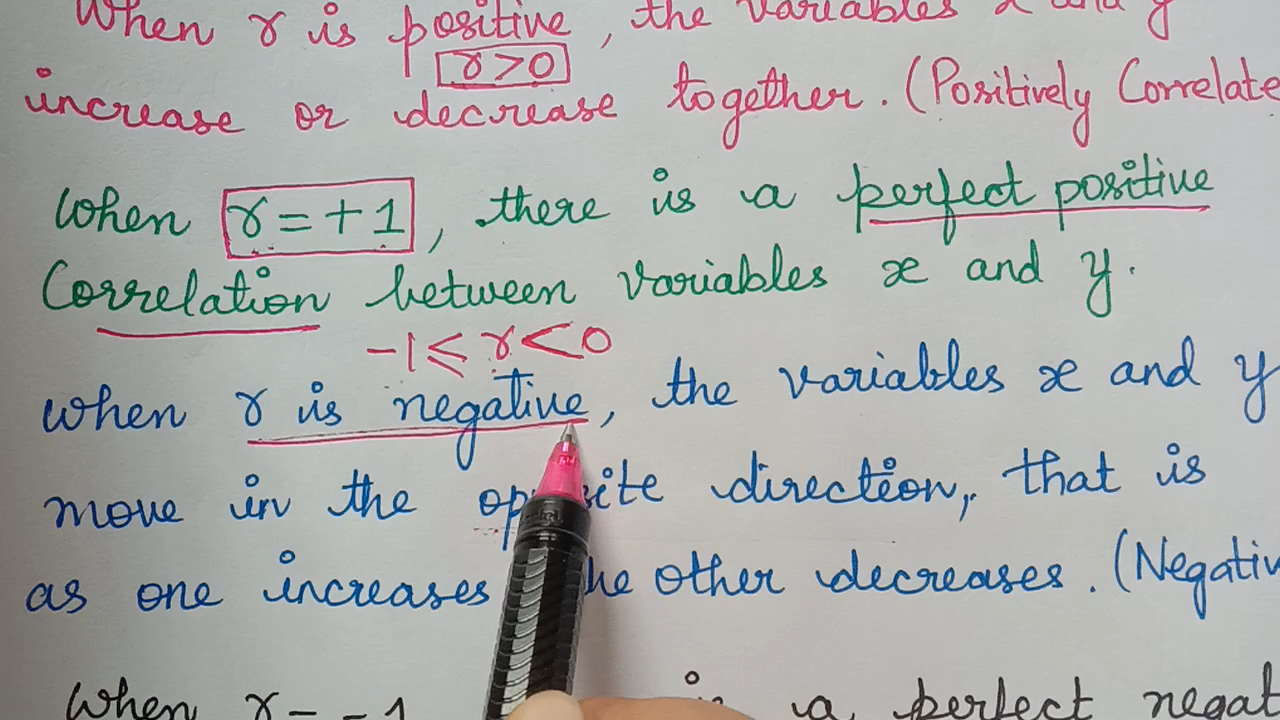 When r is positive, the variables x and y
r>0
increase or decrease together. (Positively Correlate
When r=+1, there is a perfect positive
Correlation between variables x and y.
-1≤ r<0
When r is negative, the variables x and y
move in the opposite direction, that is
as one increases the other decreases. (Negativ
When r=-1 is a perfect negat